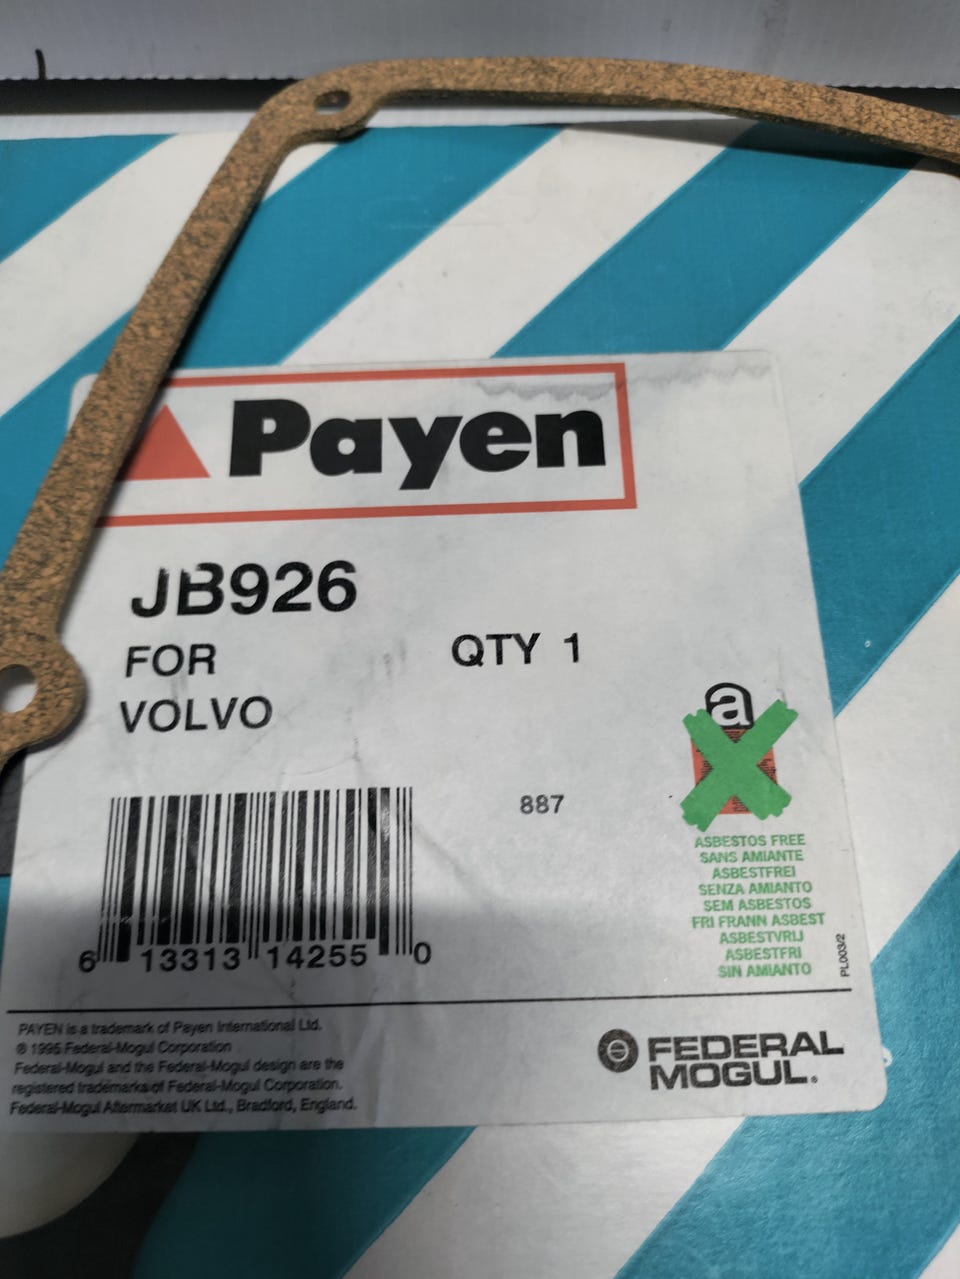 Payen
JB926
FOR
VOLVO
QTY 1
887
a
ASBESTOS FREE
SANS AMIANTE
ASBESTFREI
SENZA AMIANTO
SEM ASBESTOS
FRI FRANN ASBEST
ASBESTVRIJ
ASBESTFRI
SIN AMIANTO
PL003/2
6 13313 14255 0
PAYEN is a trademark of Payen International Ltd.
® 1995 Federal-Mogul Corporation
Federal-Mogul and the Federal-Mogul design are the
registered trademarks of Federal-Mogul Corporation.
Federal-Mogul Aftermarket UK Ltd., Bradford, England.
FEDERAL
MOGUL®